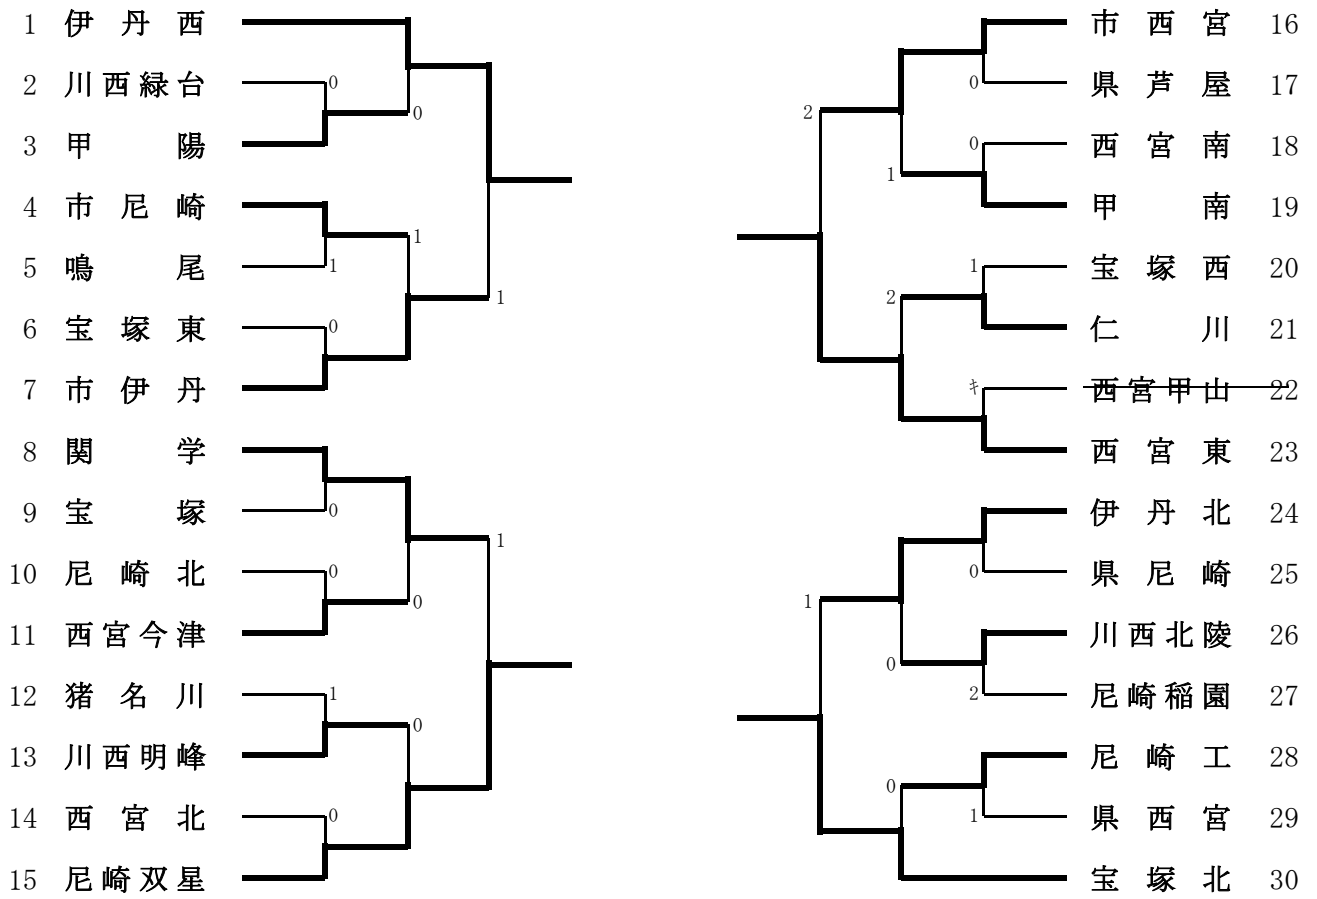 1 伊丹西
2 川西緑台 0
0
3 甲陽
4 市尼崎
1
5 鳴尾 1
1
6 宝塚東 0
7 市伊丹
8 関学
9 宝塚 0
1
10 尼崎北 0
0
11 西宮今津
12 猪名川 1
0
13 川西明峰
14 西宮北 0
15 尼崎双星
市西宮 16
0 県芦屋 17
2
0 西宮南 18
1
甲南 19
1 宝塚西 20
2
仁川 21
ｷ 西宮甲山 22
西宮東 23
伊丹北 24
0 県尼崎 25
1
川西北陵 26
0
2 尼崎稲園 27
尼崎工 28
0
1 県西宮 29
宝塚北 30